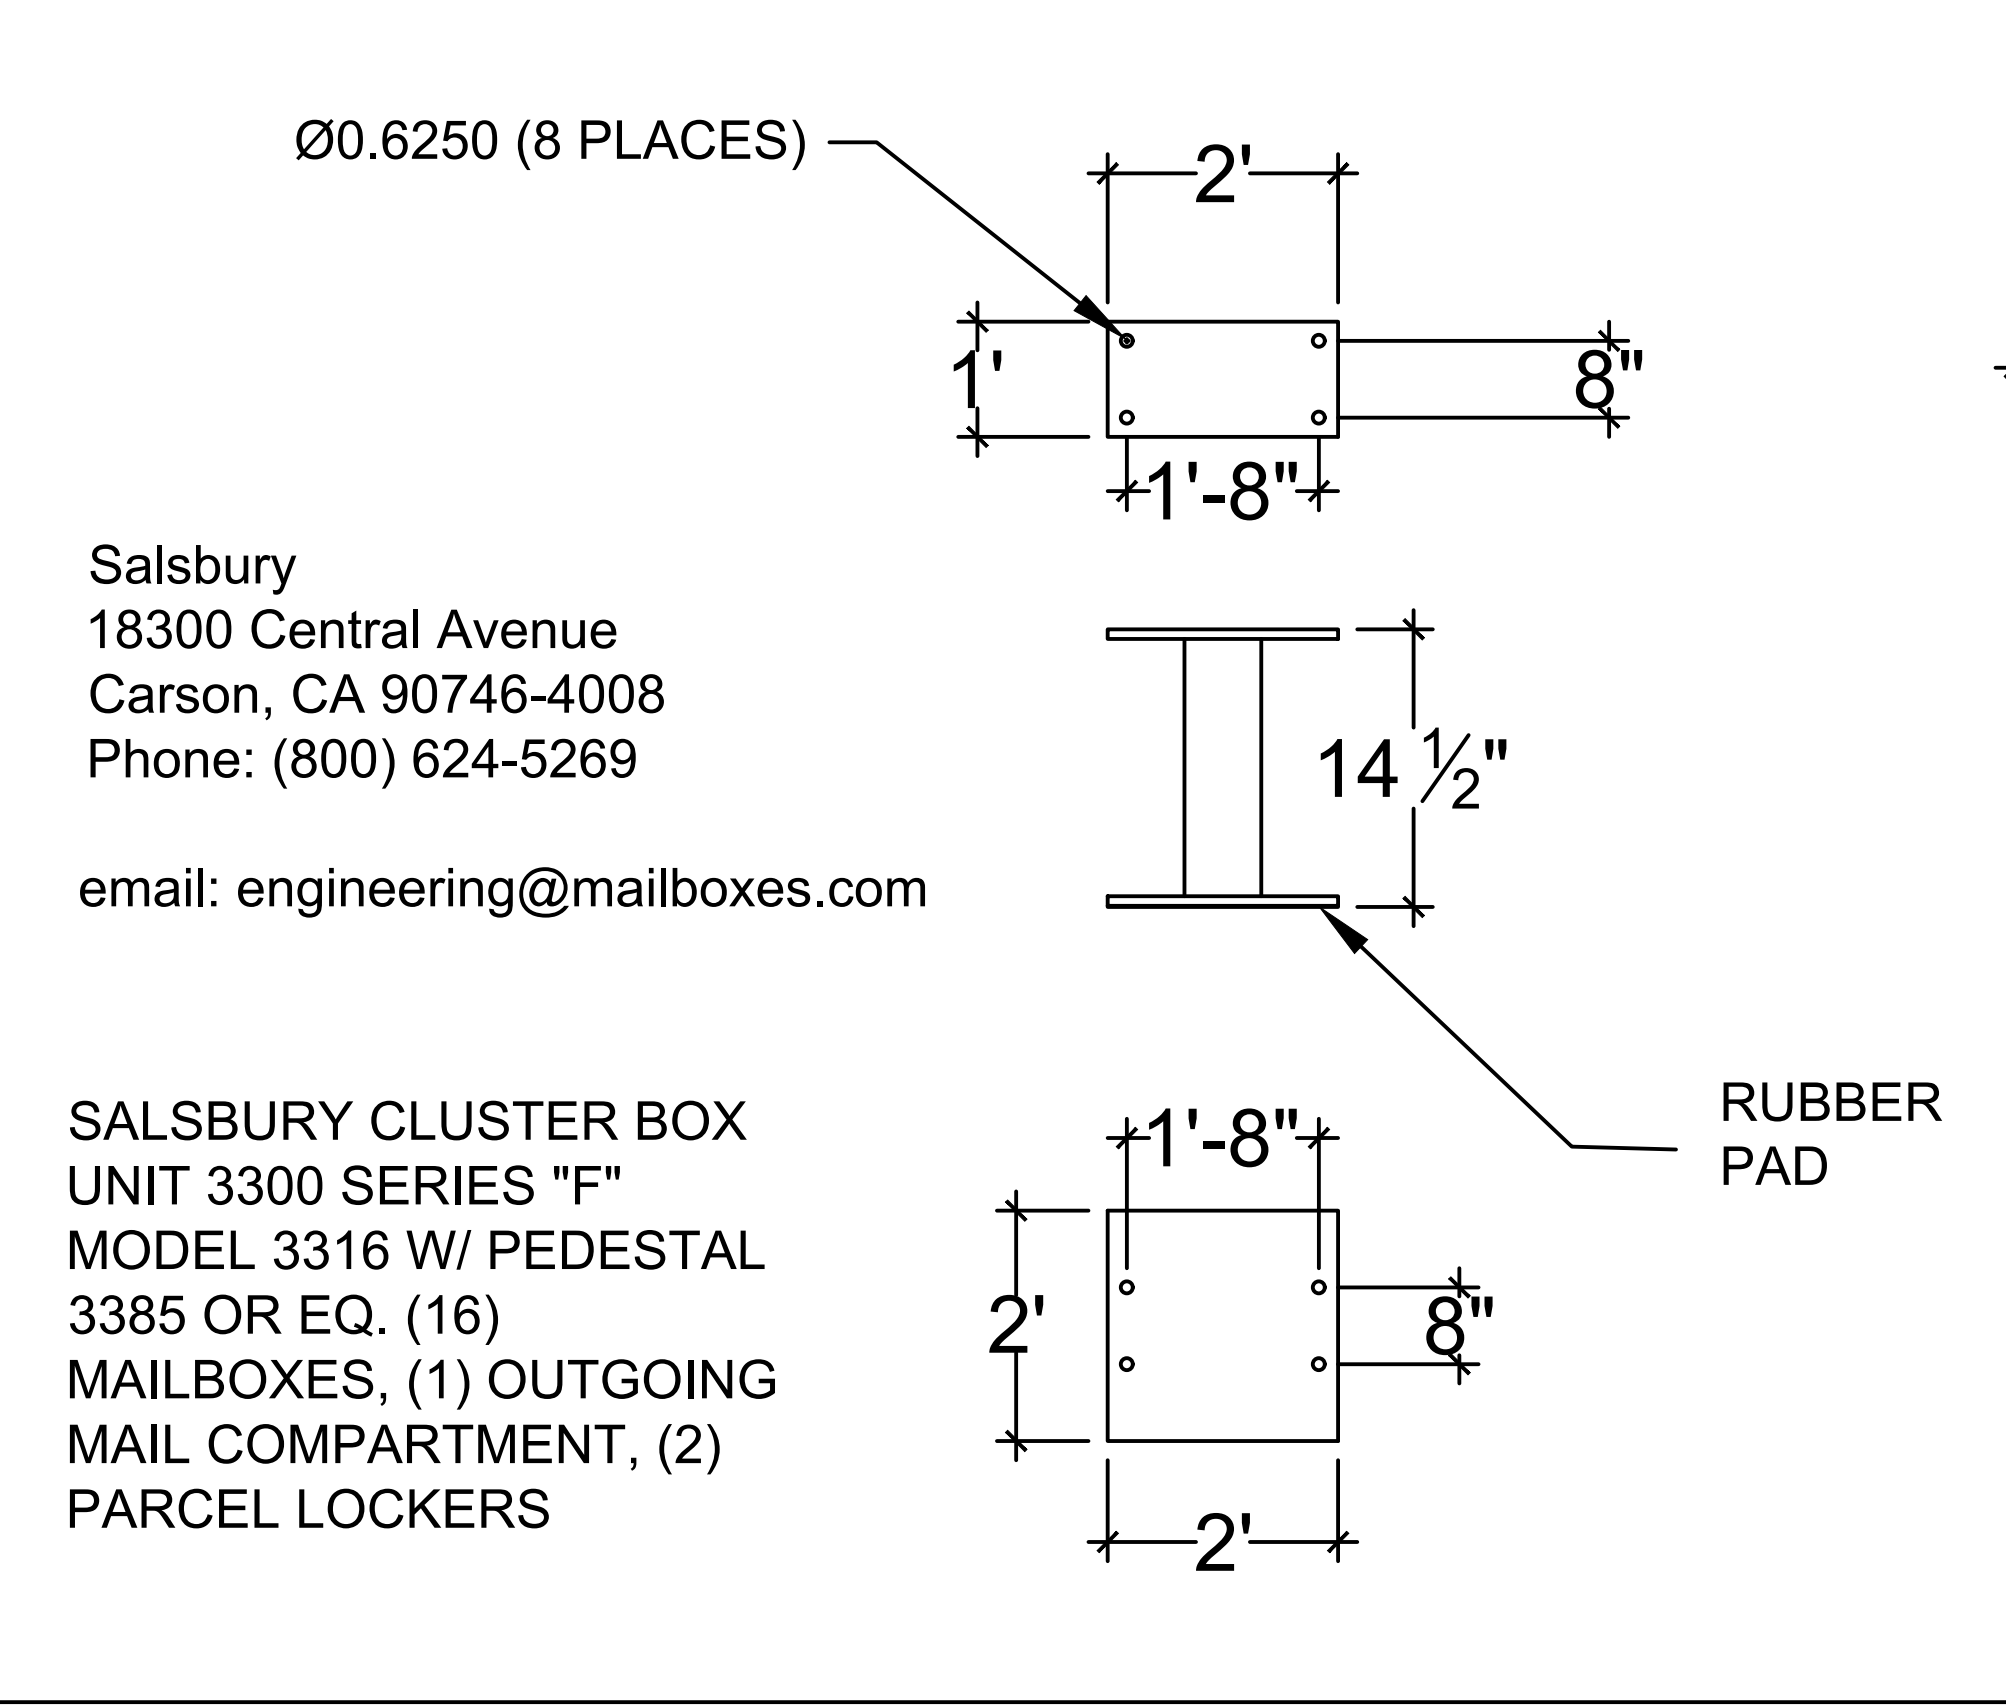 Ø0.6250 (8 PLACES)
2'
1'
8"
1'-8"
Salsbury
18300 Central Avenue
Carson, CA 90746-4008
Phone: (800) 624-5269
14 ½"
email: engineering@mailboxes.com
RUBBER
PAD
SALSBURY CLUSTER BOX
UNIT 3300 SERIES "F"
MODEL 3316 W/ PEDESTAL
3385 OR EQ. (16)
MAILBOXES, (1) OUTGOING
MAIL COMPARTMENT, (2)
PARCEL LOCKERS
1'-8"
2'
8"
2'